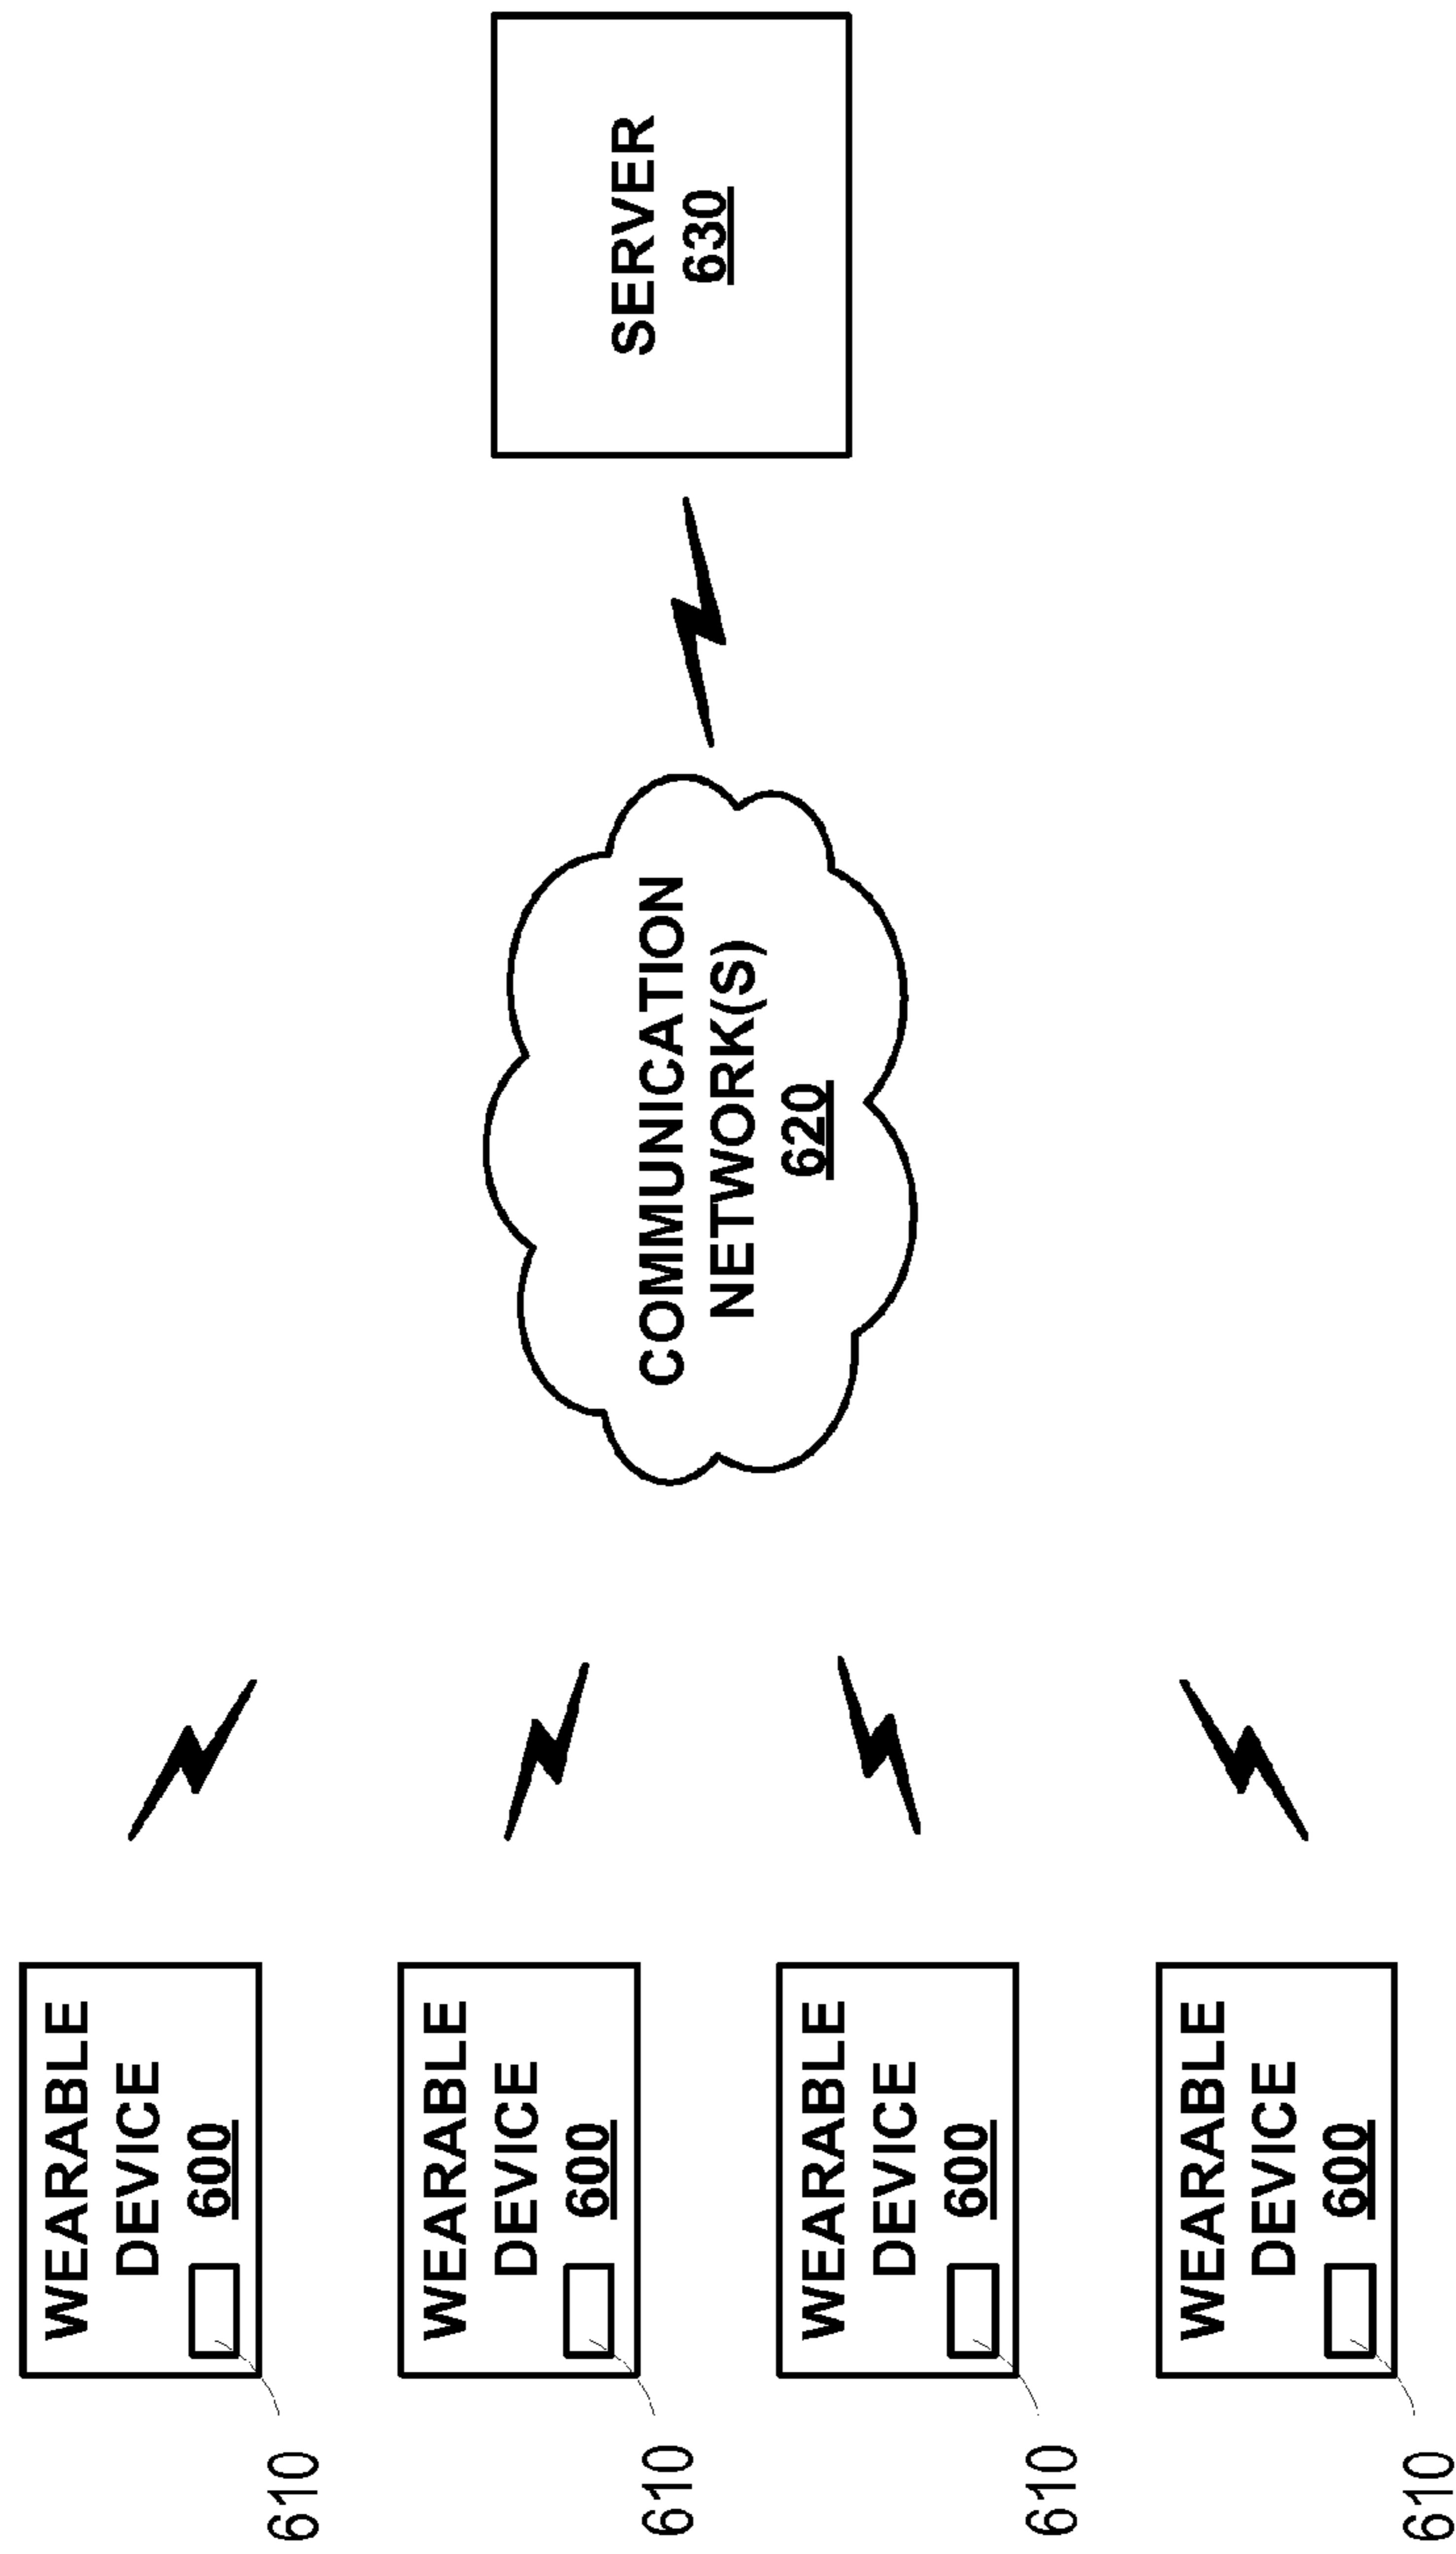 WEARABLE
DEVICE
600
610
WEARABLE
DEVICE
600
610
WEARABLE
DEVICE
600
610
WEARABLE
DEVICE
600
610
COMMUNICATION
NETWORK(S)
620
SERVER
630